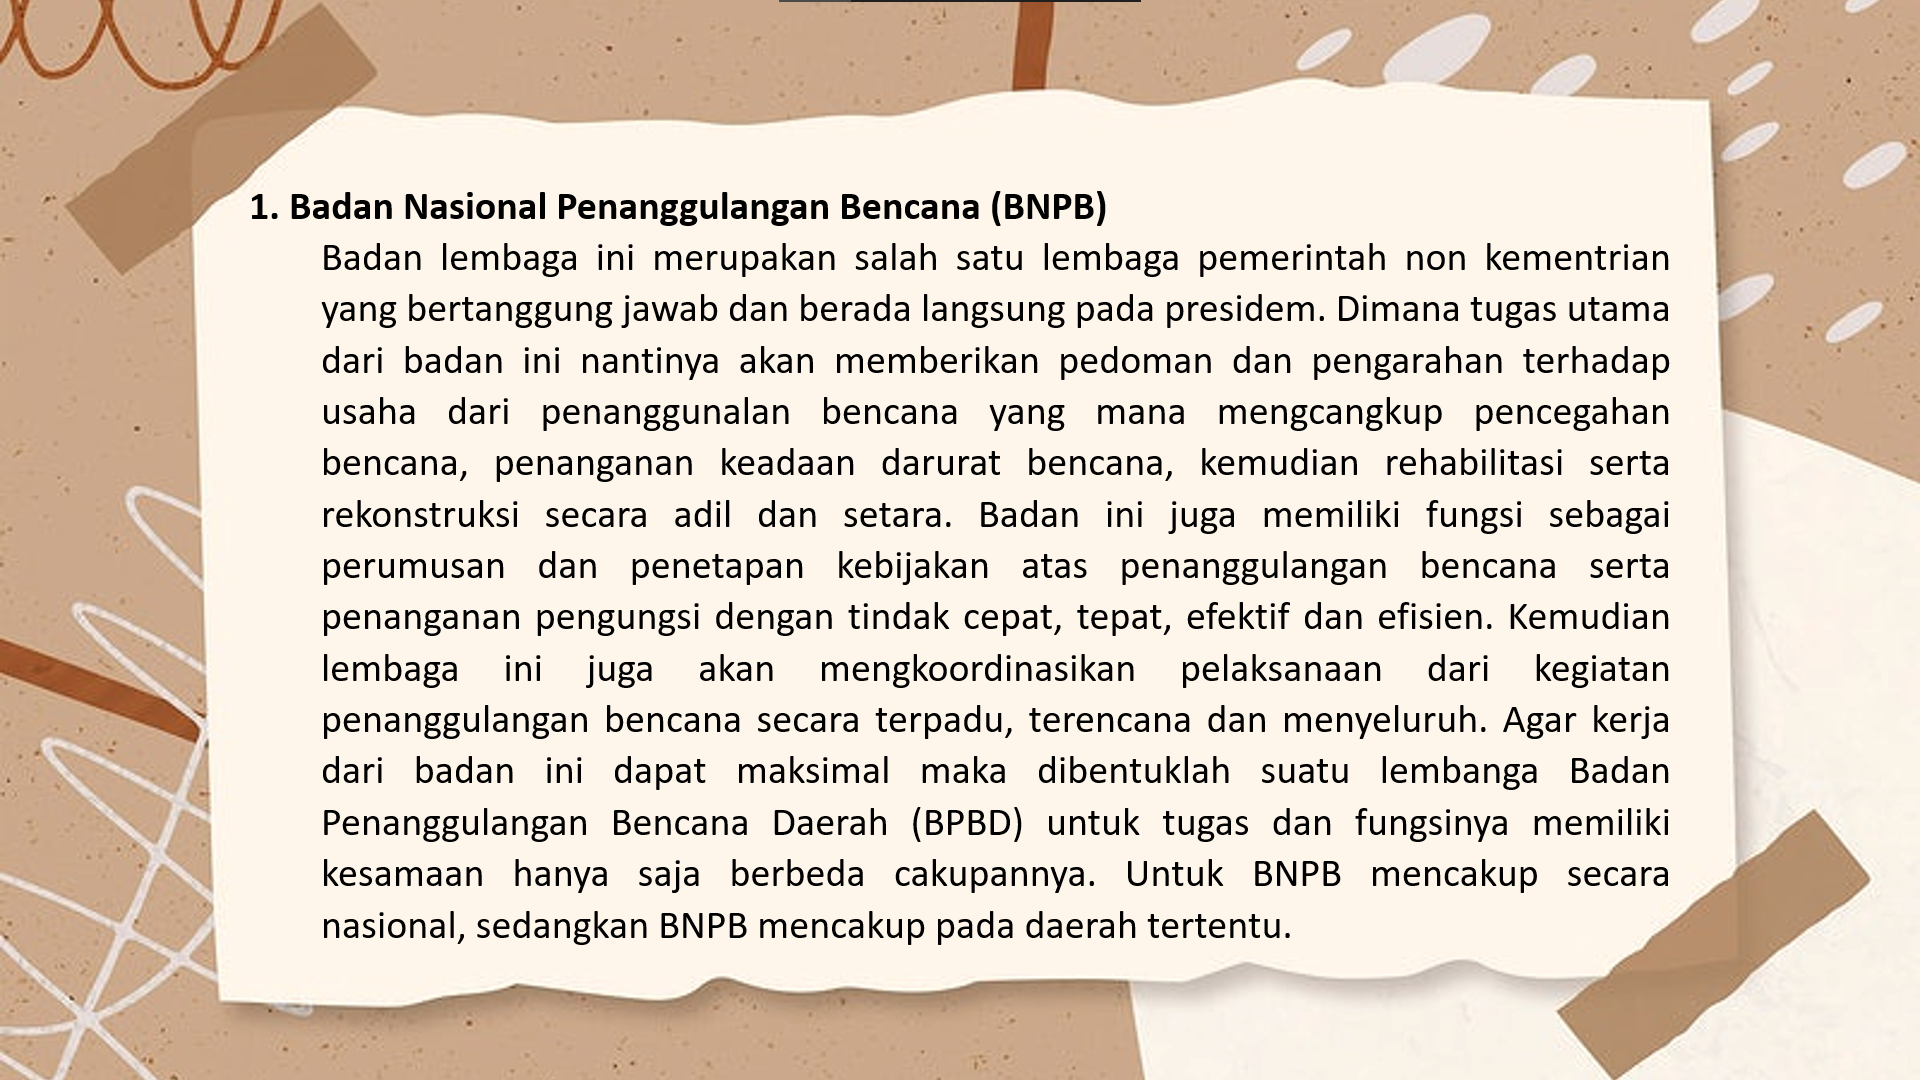 1. Badan Nasional Penanggulangan Bencana (BNPB)
Badan lembaga ini merupakan salah satu lembaga pemerintah non kementrian
yang bertanggung jawab dan berada langsung pada presidem. Dimana tugas utama
dari badan ini nantinya akan memberikan pedoman dan pengarahan terhadap
usaha dari penanggunalan bencana yang mana mengcangkup pencegahan
bencana, penanganan keadaan darurat bencana, kemudian rehabilitasi serta
rekonstruksi secara adil dan setara. Badan ini juga memiliki fungsi sebagai
perumusan dan penetapan kebijakan atas penanggulangan bencana serta
penanganan pengungsi dengan tindak cepat, tepat, efektif dan efisien. Kemudian
lembaga ini juga akan mengkoordinasikan pelaksanaan dari kegiatan
penanggulangan bencana secara terpadu, terencana dan menyeluruh. Agar kerja
dari badan ini dapat maksimal maka dibentuklah suatu lembanga Badan
Penanggulangan Bencana Daerah (BPBD) untuk tugas dan fungsinya memiliki
kesamaan hanya saja berbeda cakupannya. Untuk BNPB mencakup secara
nasional, sedangkan BNPB mencakup pada daerah tertentu.